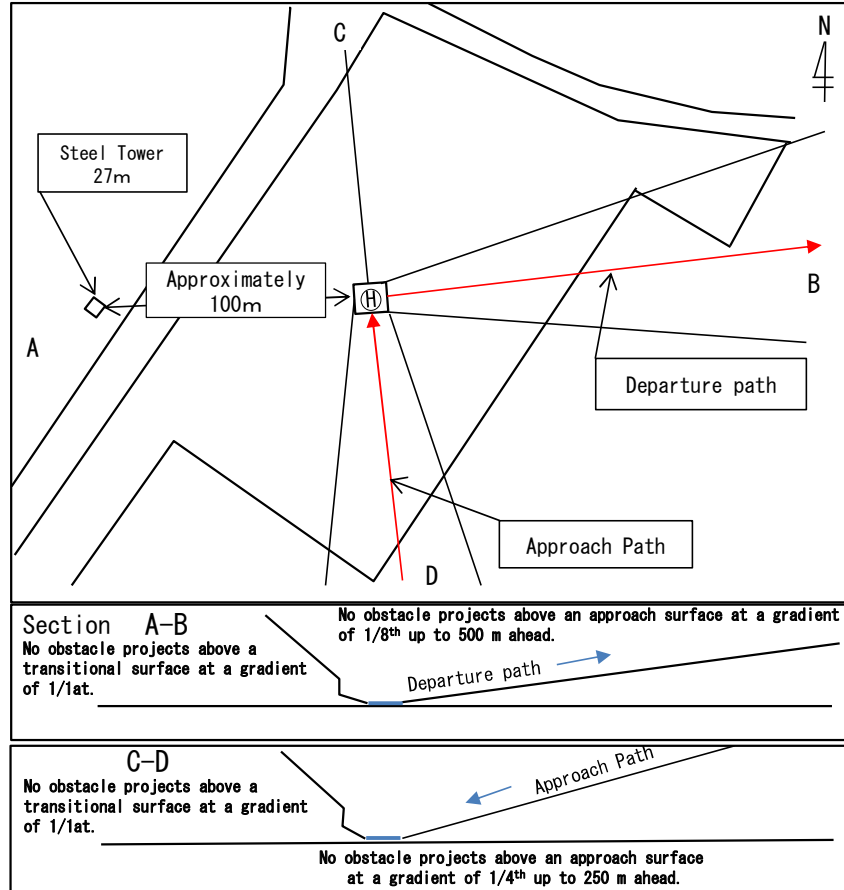 C
N
Steel Tower
27m
Approximately
100m
H
B
A
Departure path
Approach Path
D
Section A-B
No obstacle projects above a
transitional surface at a gradient
of 1/1at.
No obstacle projects above an approach surface at a gradient
of 1/8th up to 500 m ahead.
Departure path
C-D
No obstacle projects above a
transitional surface at a gradient
of 1/1at.
Approach Path
No obstacle projects above an approach surface
at a gradient of 1/4th up to 250 m ahead.